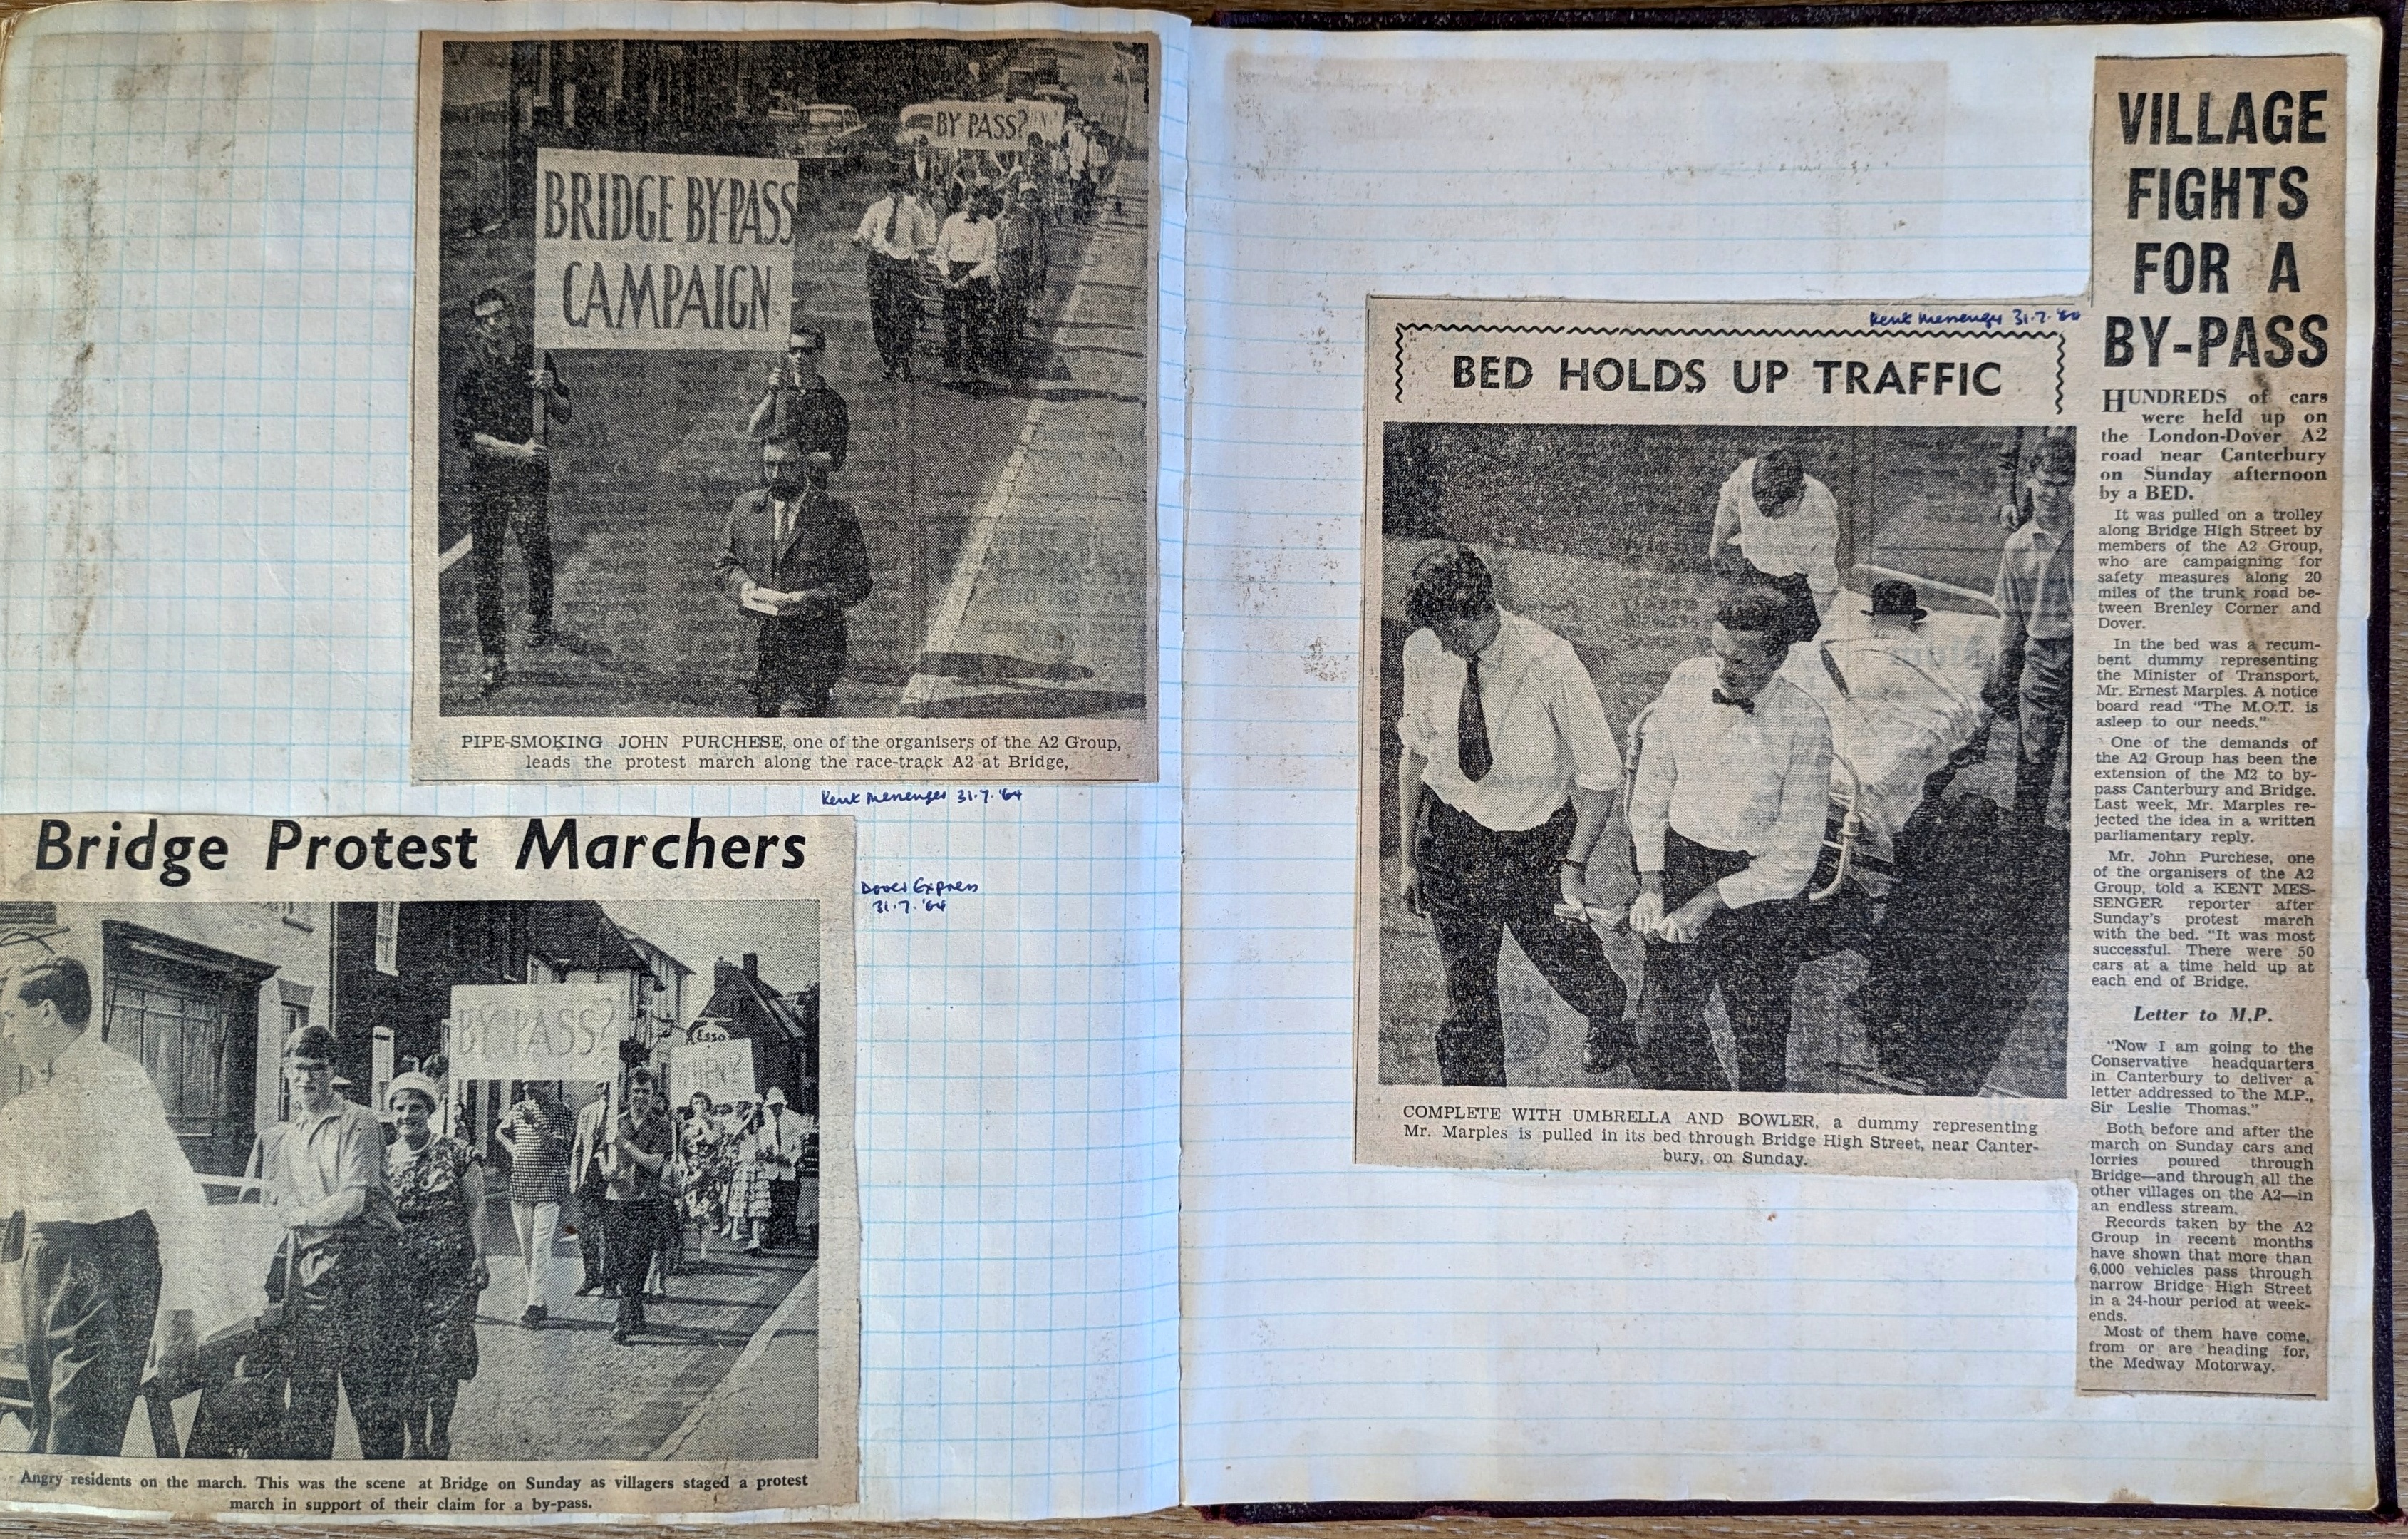 BY-PASS?
BRIDGE BY-PASS
CAMPAIGN
PIPE-SMOKING JOHN PURCHESE, one of the organisers of the A2 Group,
leads the protest march along the race-track A2 at Bridge,
Kent Messenger 31.7.'64
Bridge Protest Marchers
Dover Express
31.7.'64
BY-PASS?
ESSO
WHEN?
Angry residents on the march. This was the scene at Bridge on Sunday as villagers staged a protest
march in support of their claim for a by-pass.
Kent Messenger 31.7.'64
BED HOLDS UP TRAFFIC
COMPLETE WITH UMBRELLA AND BOWLER, a dummy representing
Mr. Marples is pulled in its bed through Bridge High Street, near Canter-
bury, on Sunday.
VILLAGE
FIGHTS
FOR A
BY-PASS
HUNDREDS of cars
were held up on
the London-Dover A2
road near Canterbury
on Sunday afternoon
by a BED.
It was pulled on a trolley
along Bridge High Street by
members of the A2 Group,
who are campaigning for
safety measures along 20
miles of the trunk road be-
tween Brenley Corner and
Dover.
In the bed was a recum-
bent dummy representing
the Minister of Transport,
Mr. Ernest Marples. A notice
board read "The M.O.T. is
asleep to our needs."
One of the demands of
the A2 Group has been the
extension of the M2 to by-
pass Canterbury and Bridge.
Last week, Mr. Marples re-
jected the idea in a written
parliamentary reply.
Mr. John Purchese, one
of the organisers of the A2
Group, told a KENT MES-
SENGER reporter after
Sunday's protest march
with the bed. "It was most
successful. There were 50
cars at a time held up at
each end of Bridge.
Letter to M.P.
"Now I am going to the
Conservative headquarters
in Canterbury to deliver a
letter addressed to the M.P.,
Sir Leslie Thomas."
Both before and after the
march on Sunday cars and
lorries poured through
Bridge—and through all the
other villages on the A2—in
an endless stream.
Records taken by the A2
Group in recent months
have shown that more than
6,000 vehicles pass through
narrow Bridge High Street
in a 24-hour period at week-
ends.
Most of them have come,
from or are heading for,
the Medway Motorway.